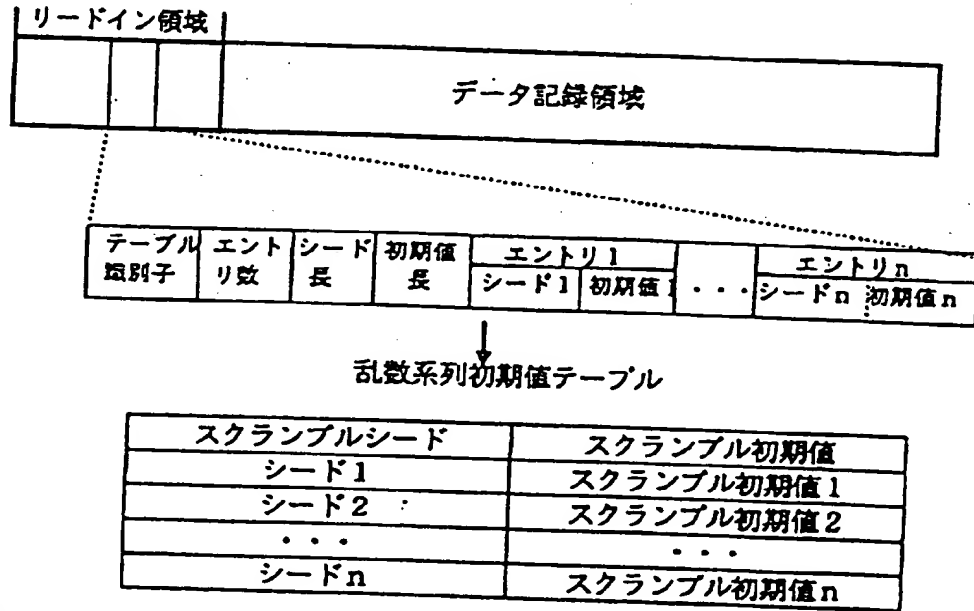 リードイン領域
データ記録領域
テーブル識別子
エントリ数
シード長
初期値長
エントリ1
シード1
初期値1
・・・
エントリn
シードn
初期値n
乱数系列初期値テーブル
スクランブルシード
スクランブル初期値
シード1
スクランブル初期値1
シード2
スクランブル初期値2
・・・
・・・
シードn
スクランブル初期値n